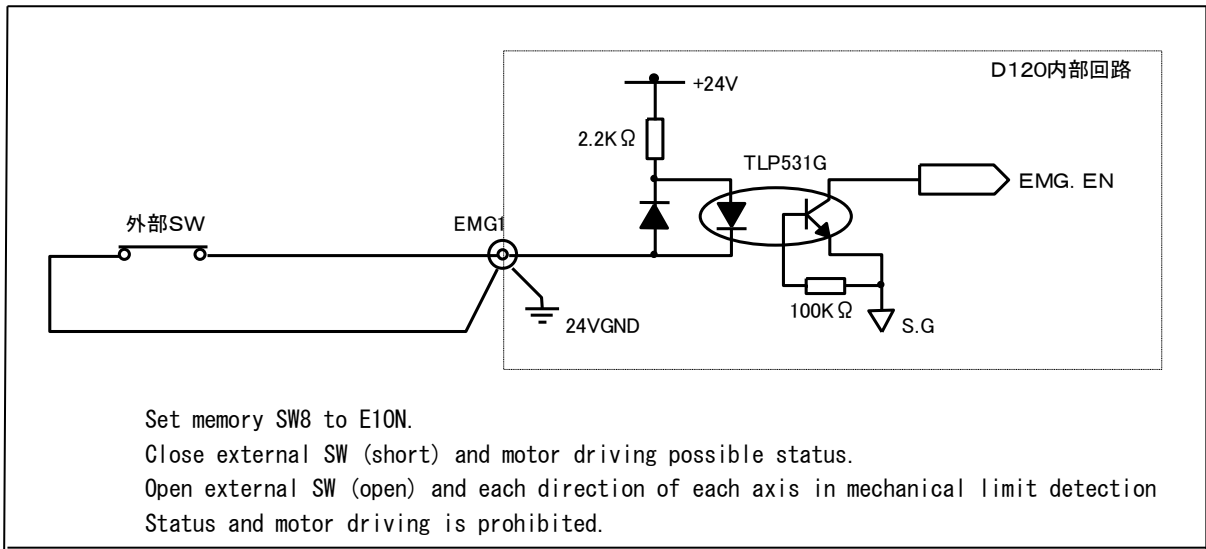 D120内部回路
+24V
2.2KΩ
TLP531G
EMG. EN
外部SW
EMG1
100KΩ
S.G
24VGND
Set memory SW8 to E1ON.
Close external SW (short) and motor driving possible status.
Open external SW (open) and each direction of each axis in mechanical limit detection
Status and motor driving is prohibited.